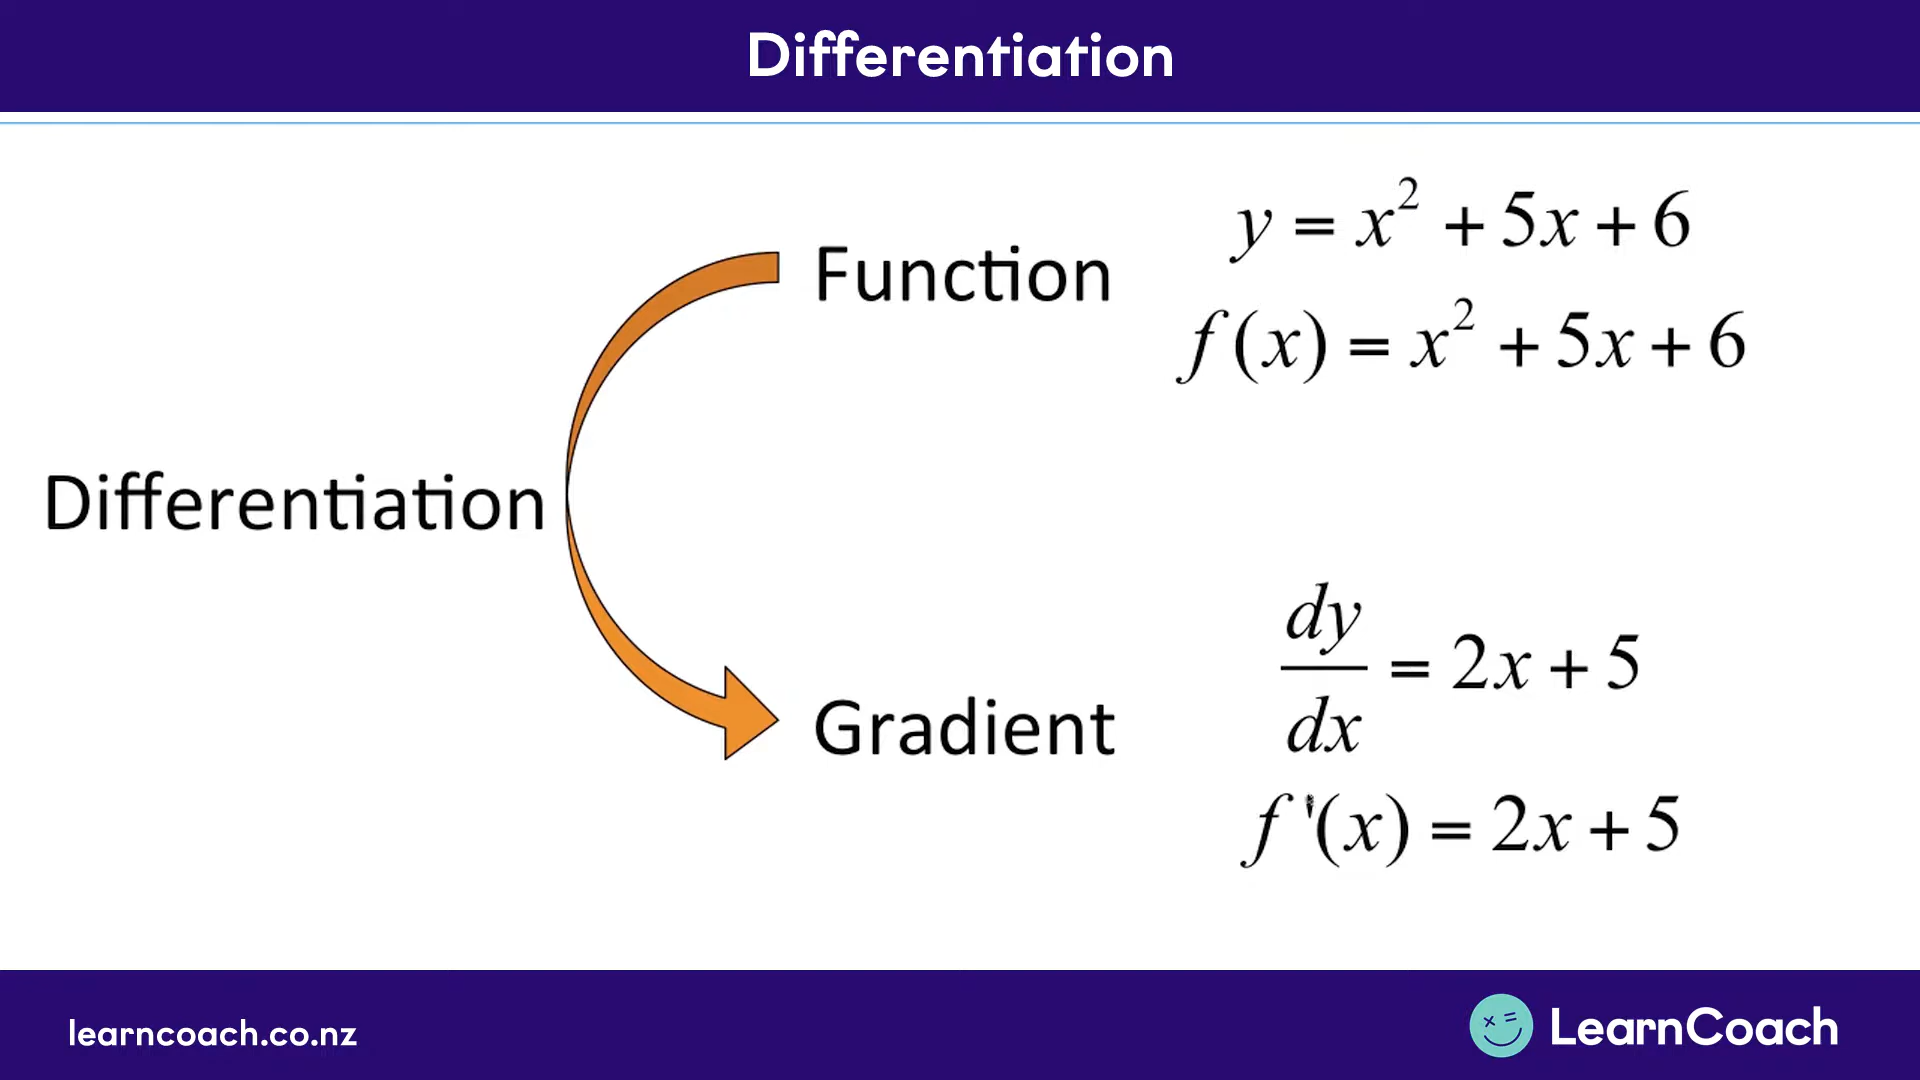 Differentiation
Function
y = x² + 5x + 6
f(x) = x² + 5x + 6
Differentiation
Gradient
dy/dx = 2x + 5
f'(x) = 2x + 5
learncoach.co.nz
LearnCoach